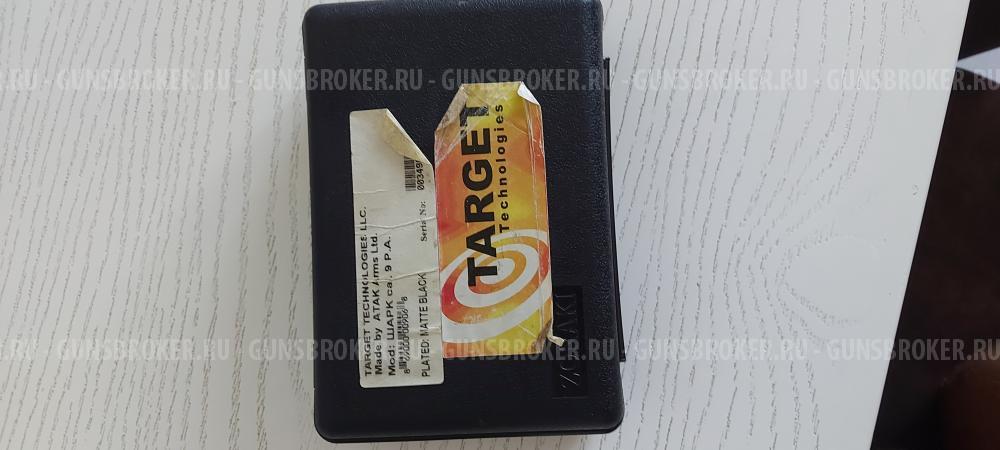 GUNSBROKER.RU - GUNSBROKER.RU - GUNSBROKER.RU - GUNSBROKER.RU - GUNSBROKER.RU
TARGET TECHNOLOGIES LLC.
Made by ATAK Arms Ltd.
Mod: ШАРК cal. 9 P.A.
PLATED: MATTE BLACK Serial No: 00349
TARGET
Technologies
ZORAKI
GUNSBROKER.RU - GUNSBROKER.RU - GUNSBROKER.RU - GUNSBROKER.RU - GUNSBROKER.RU